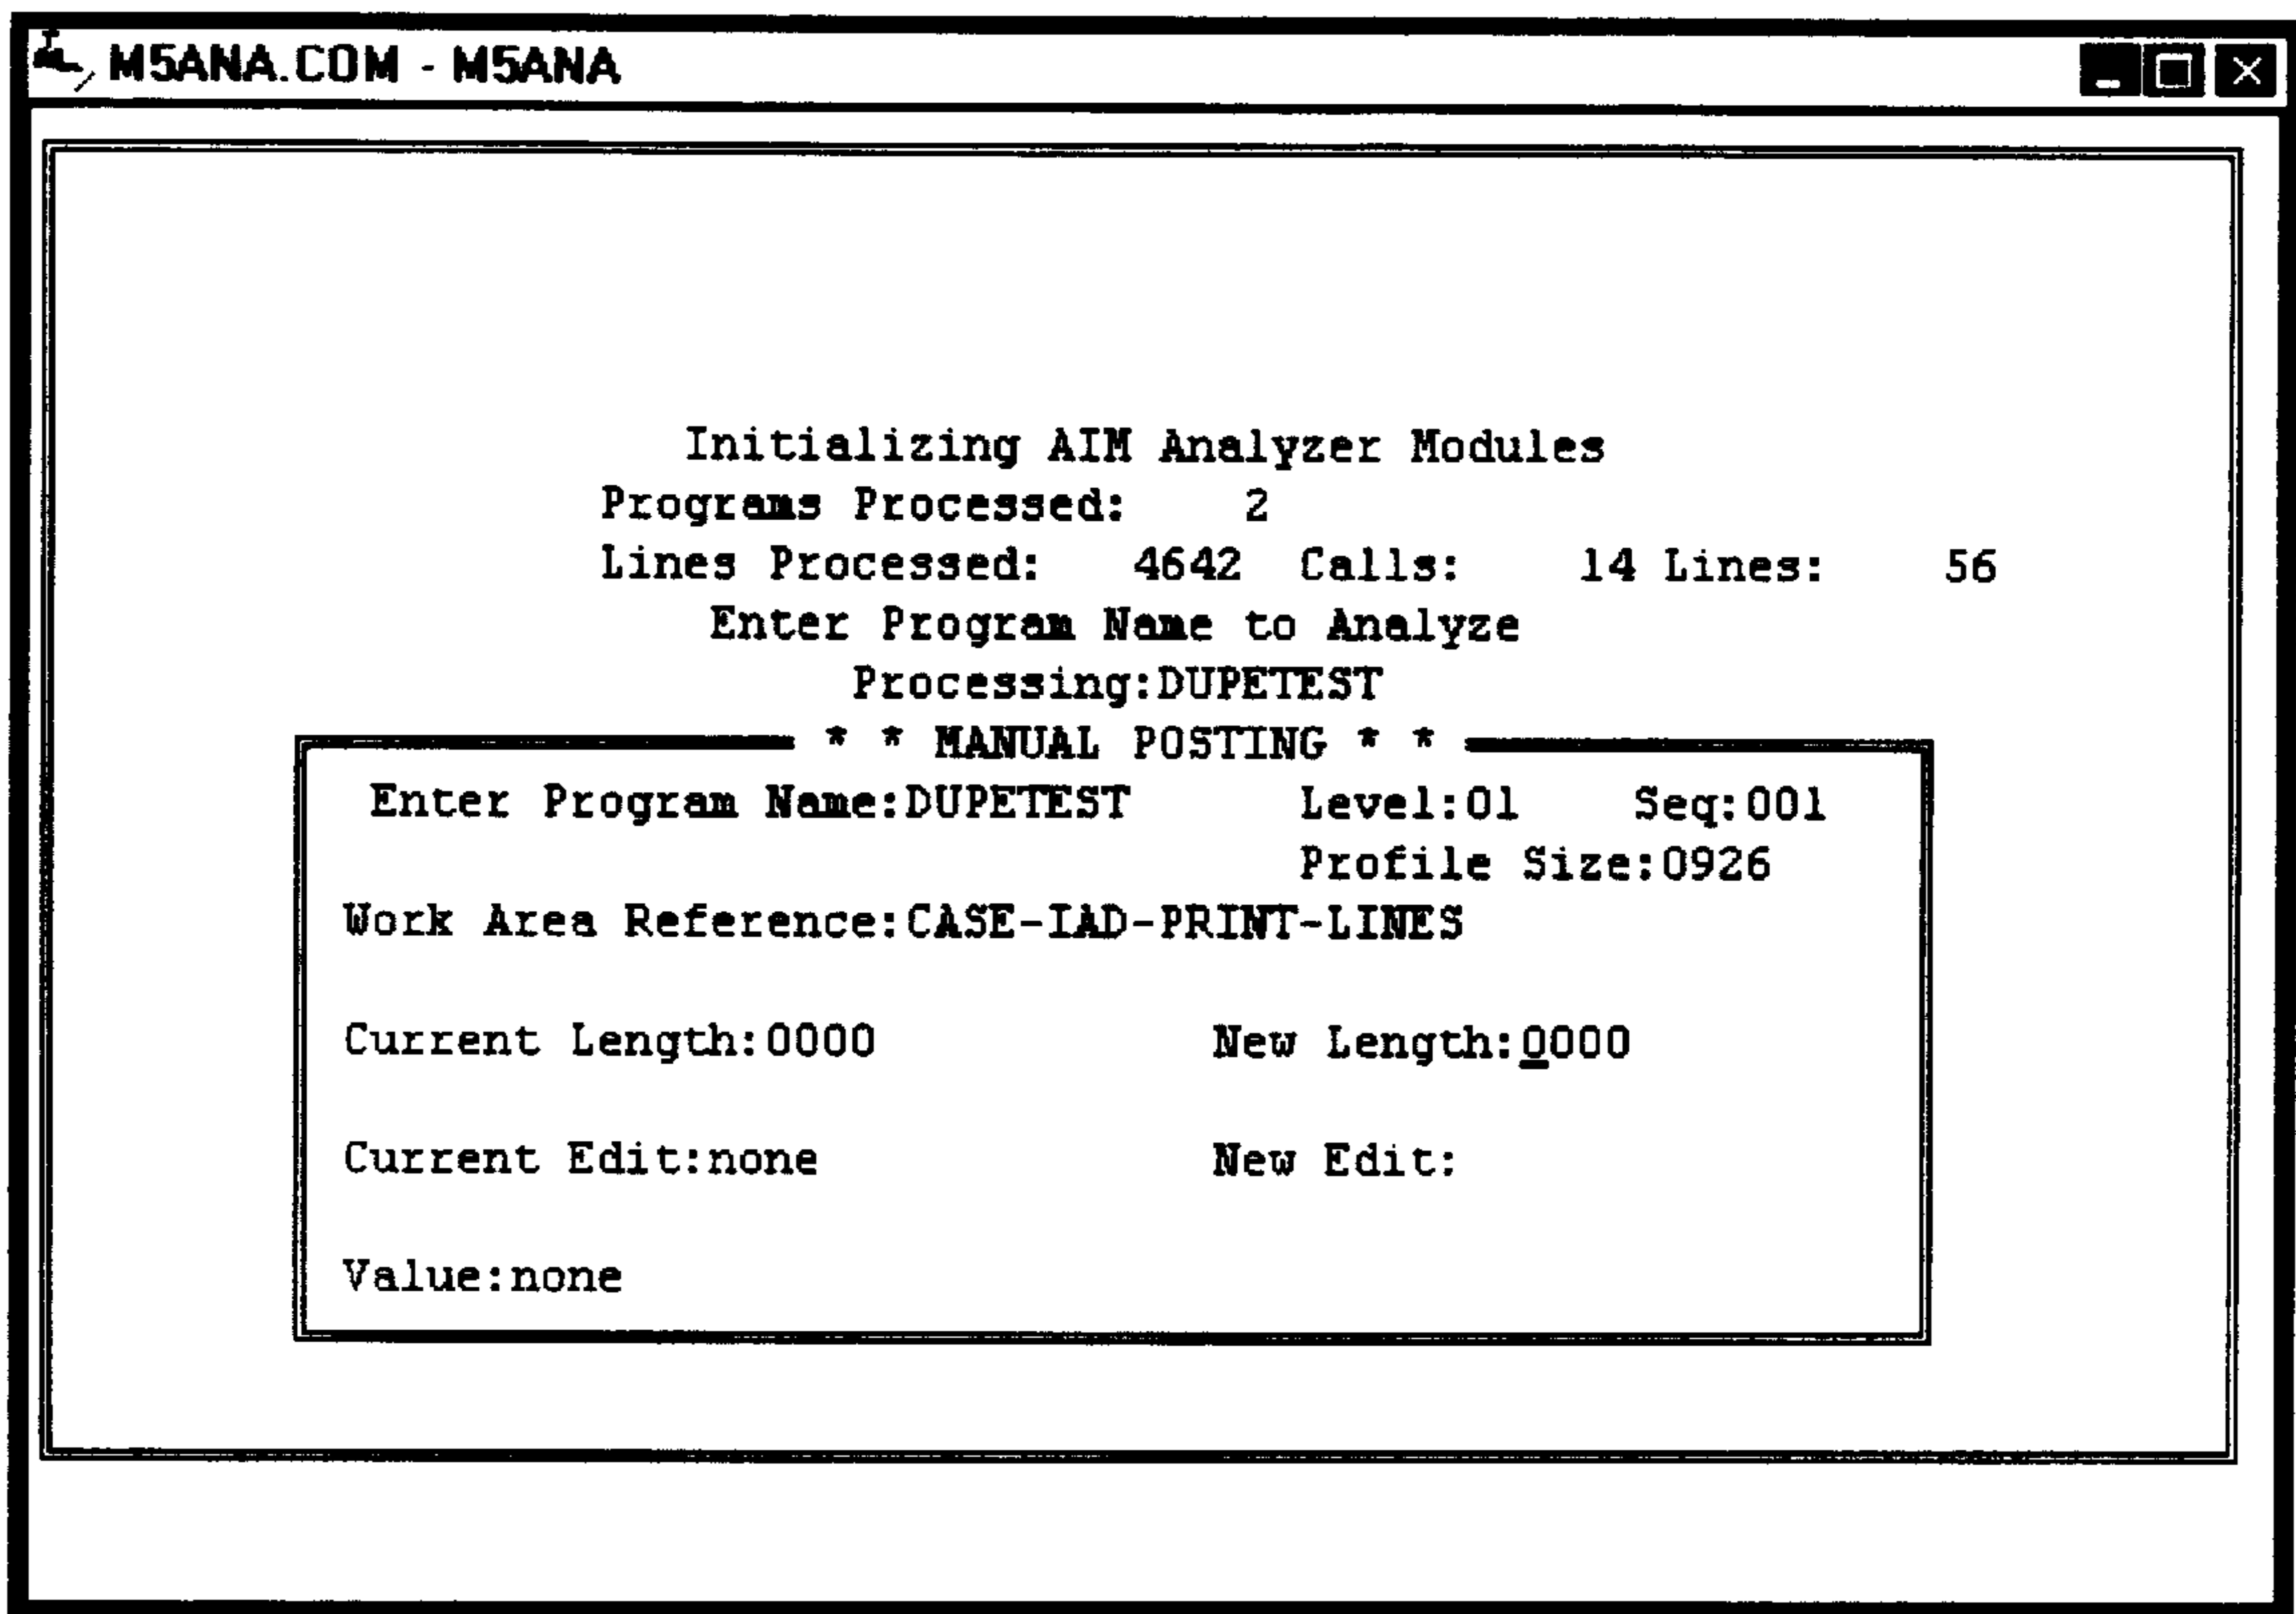 M5ANA.COM - M5ANA
Initializing AIM Analyzer Modules
Programs Processed: 2
Lines Processed: 4642 Calls: 14 Lines: 56
Enter Program Name to Analyze
Processing:DUPETEST
* * MANUAL POSTING * *
Enter Program Name:DUPETEST Level:01 Seq:001
Profile Size:0926
Work Area Reference:CASE-IAD-PRINT-LINES
Current Length:0000 New Length:0000
Current Edit:none New Edit:
Value:none